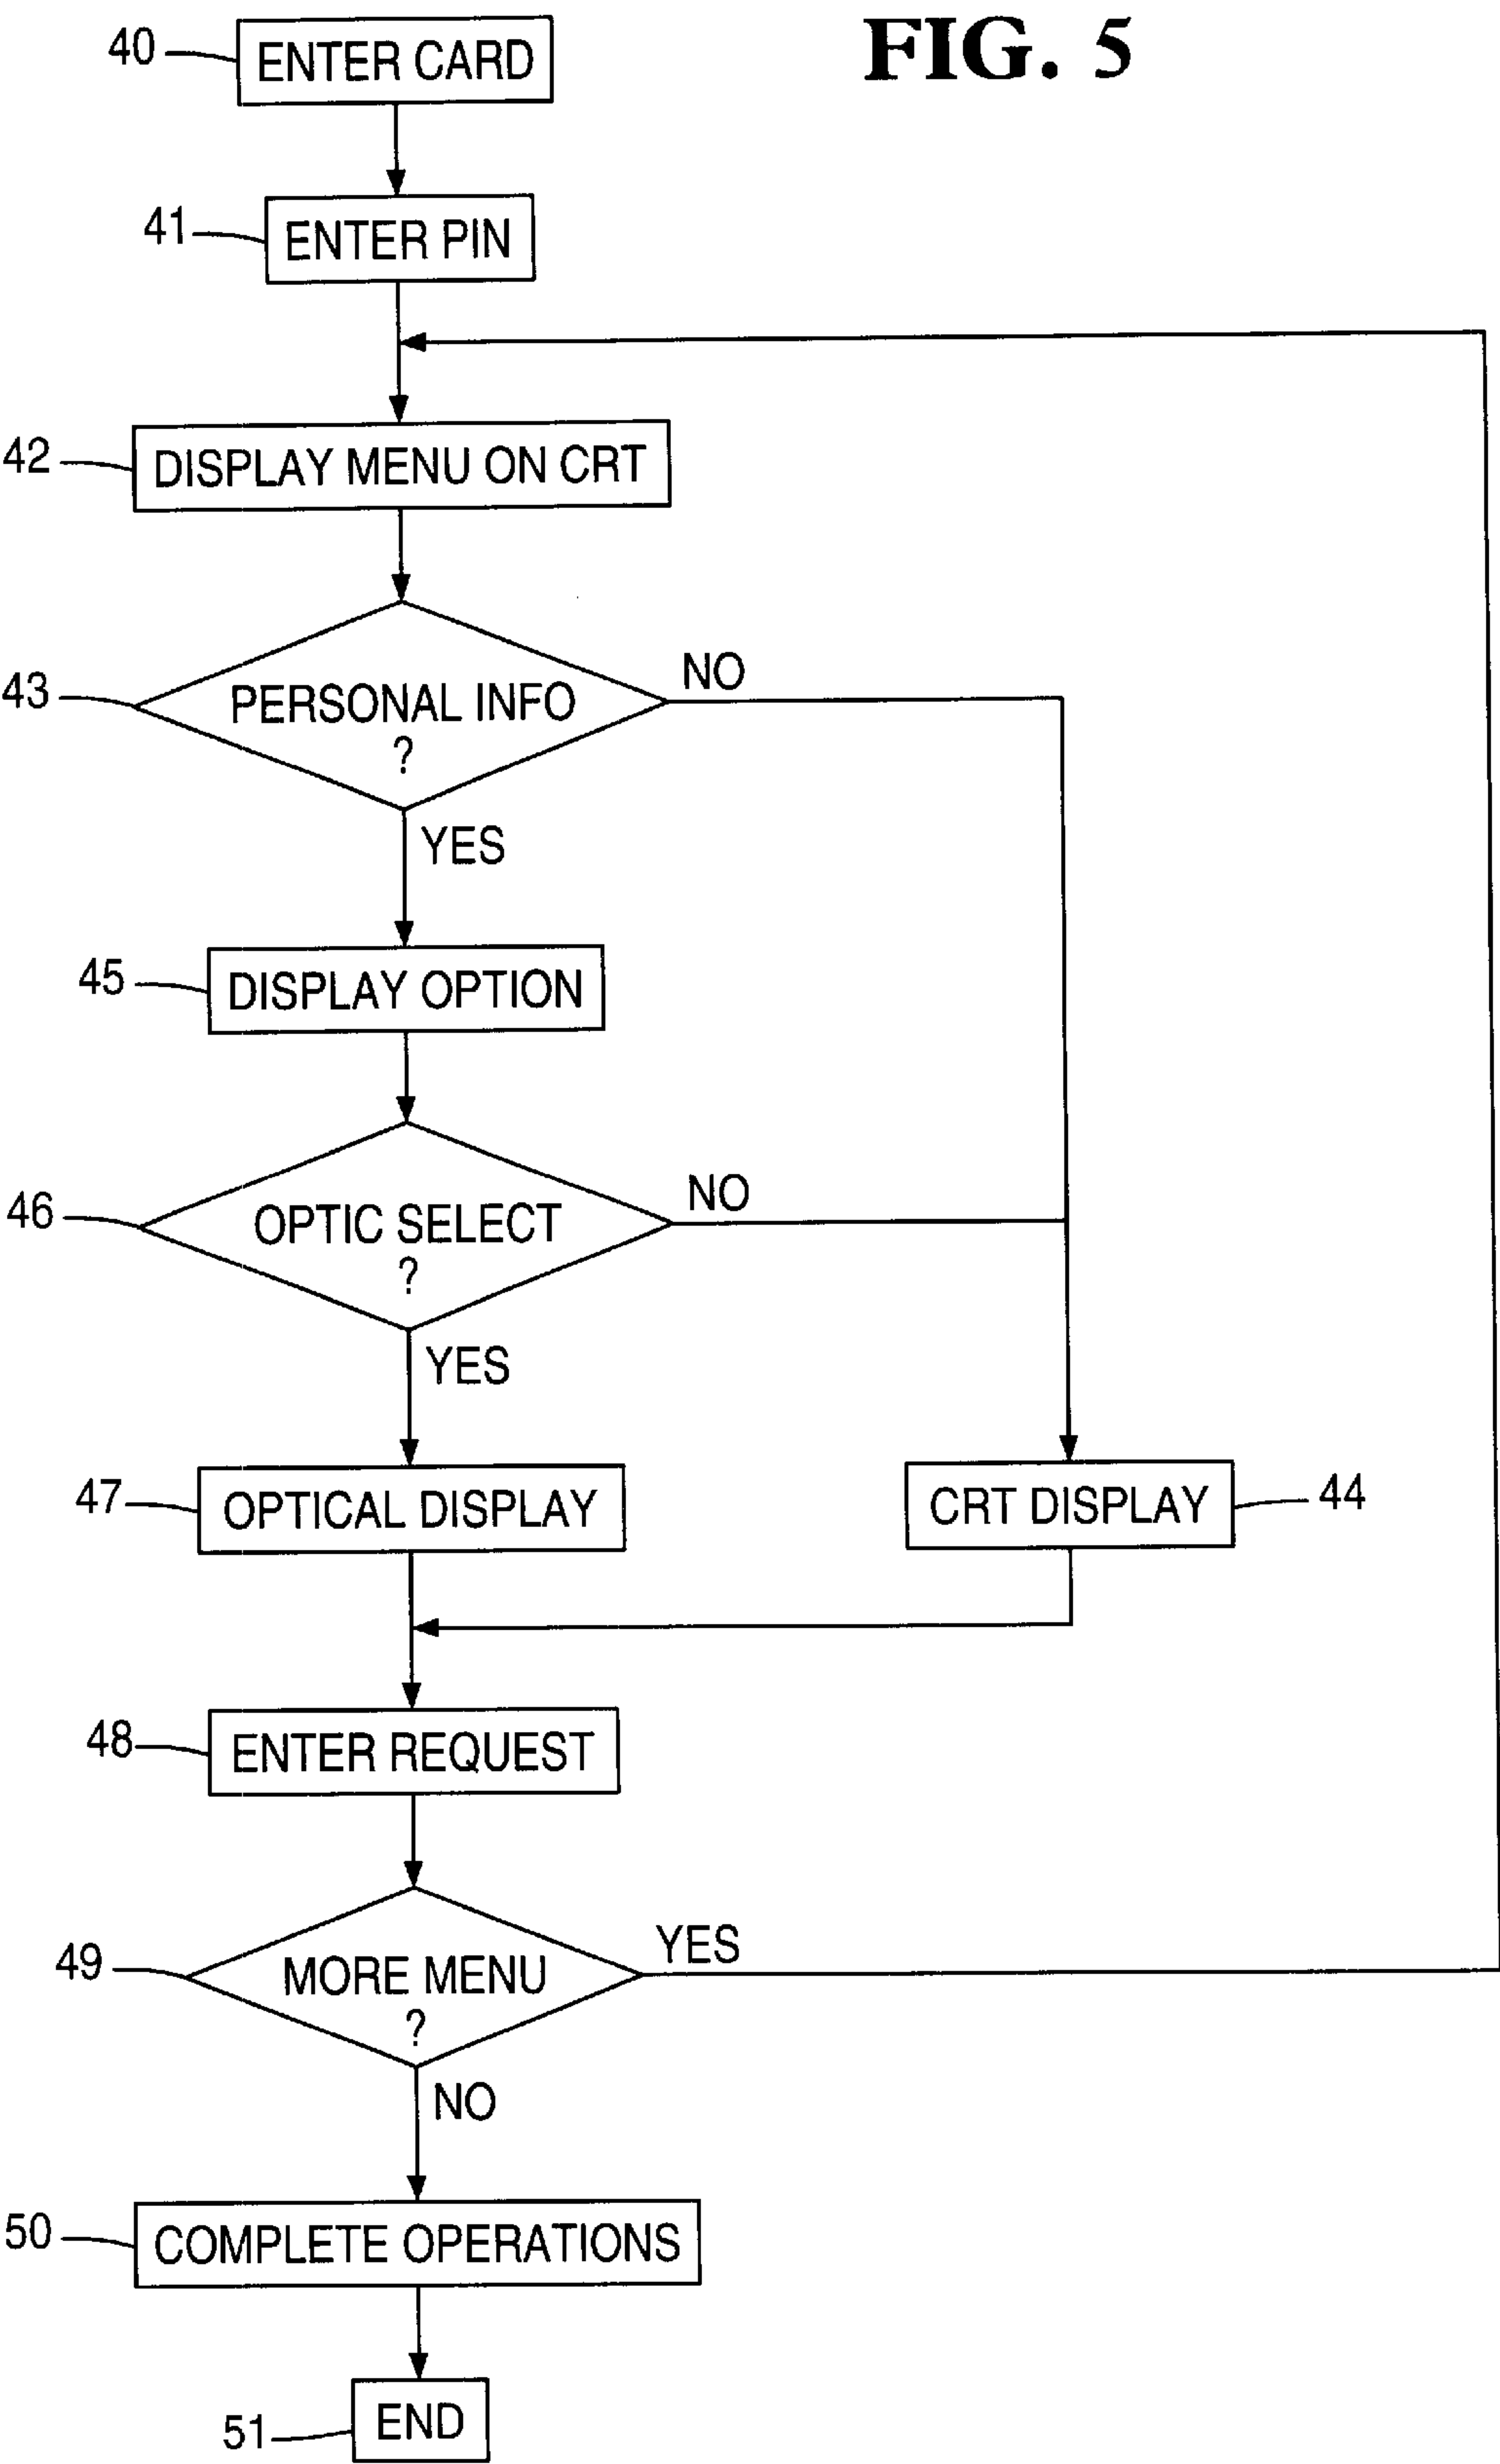 FIG. 5
40 ENTER CARD
41 ENTER PIN
42 DISPLAY MENU ON CRT
43 PERSONAL INFO
?
NO
YES
45 DISPLAY OPTION
46 OPTIC SELECT
?
NO
YES
47 OPTICAL DISPLAY
CRT DISPLAY 44
48 ENTER REQUEST
49 MORE MENU
?
YES
NO
50 COMPLETE OPERATIONS
51 END